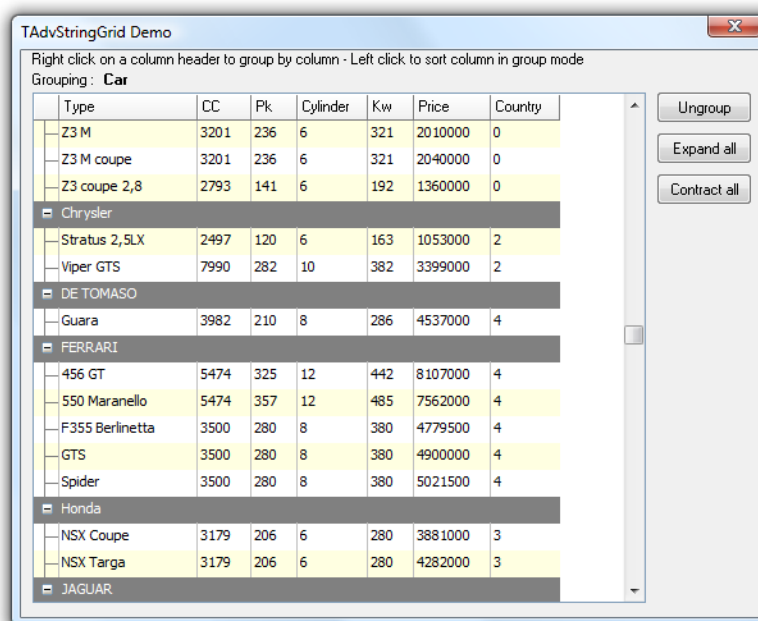 TAdvStringGrid Demo
Right click on a column header to group by column - Left click to sort column in group mode
Grouping : Car
Type CC Pk Cylinder Kw Price Country
Z3 M 3201 236 6 321 2010000 0
Z3 M coupe 3201 236 6 321 2040000 0
Z3 coupe 2,8 2793 141 6 192 1360000 0
Chrysler
Stratus 2,5LX 2497 120 6 163 1053000 2
Viper GTS 7990 282 10 382 3399000 2
DE TOMASO
Guara 3982 210 8 286 4537000 4
FERRARI
456 GT 5474 325 12 442 8107000 4
550 Maranello 5474 357 12 485 7562000 4
F355 Berlinetta 3500 280 8 380 4779500 4
GTS 3500 280 8 380 4900000 4
Spider 3500 280 8 380 5021500 4
Honda
NSX Coupe 3179 206 6 280 3881000 3
NSX Targa 3179 206 6 280 4282000 3
JAGUAR
Ungroup
Expand all
Contract all